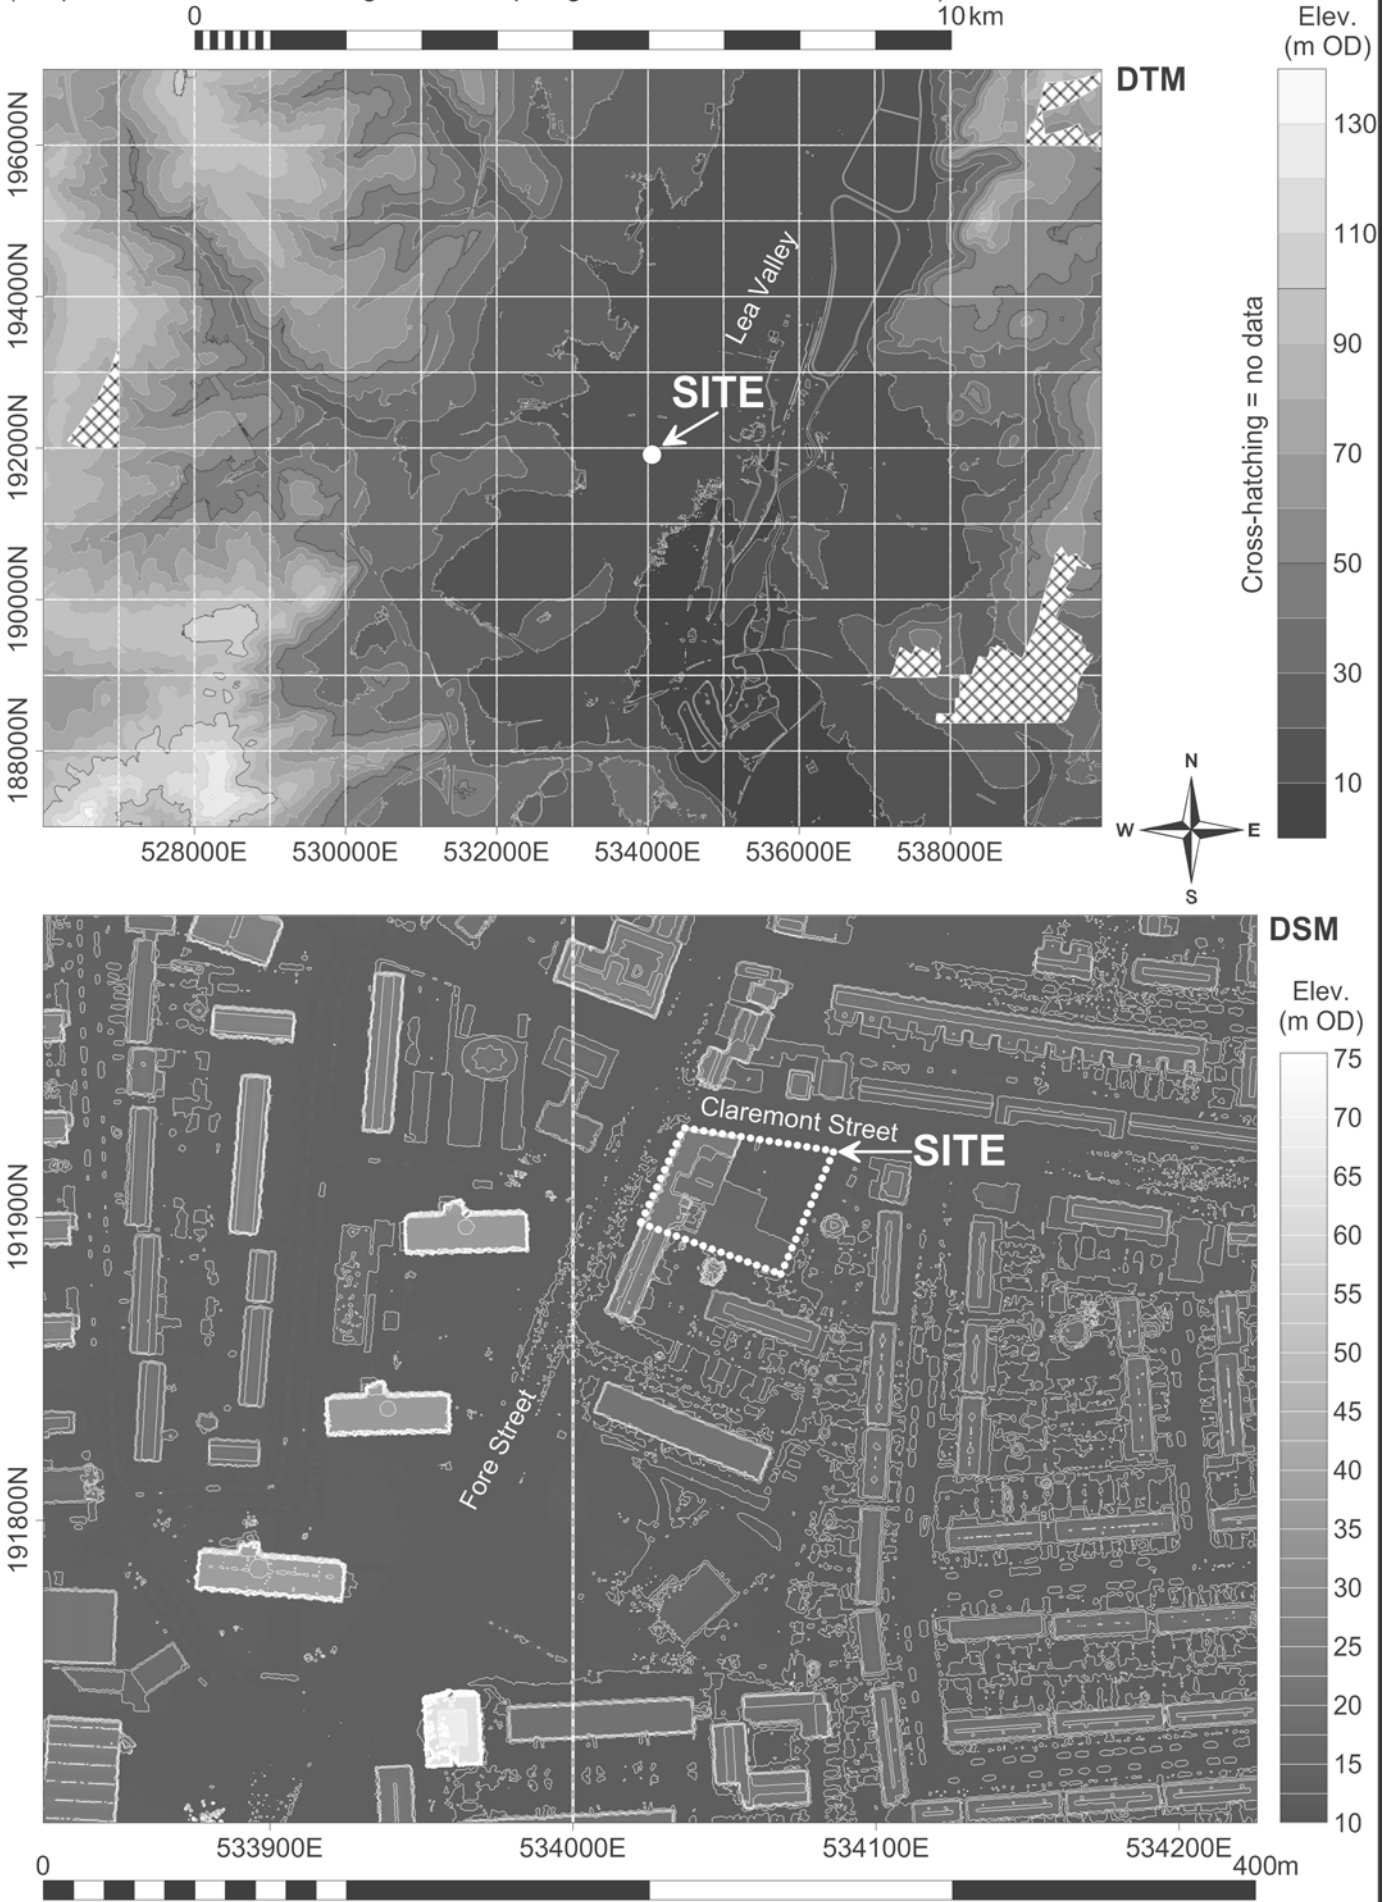 0
10km
Elev.
(m OD)
DTM
196000N
194000N
192000N
190000N
188000N
Lea Valley
SITE
Cross-hatching = no data
130
110
90
70
50
30
10
528000E
530000E
532000E
534000E
536000E
538000E
N
W
E
S
DSM
Elev.
(m OD)
75
70
65
60
55
50
45
40
35
30
25
20
15
10
Claremont Street
SITE
Fore Street
191900N
191800N
533900E
534000E
534100E
534200E
0
400m